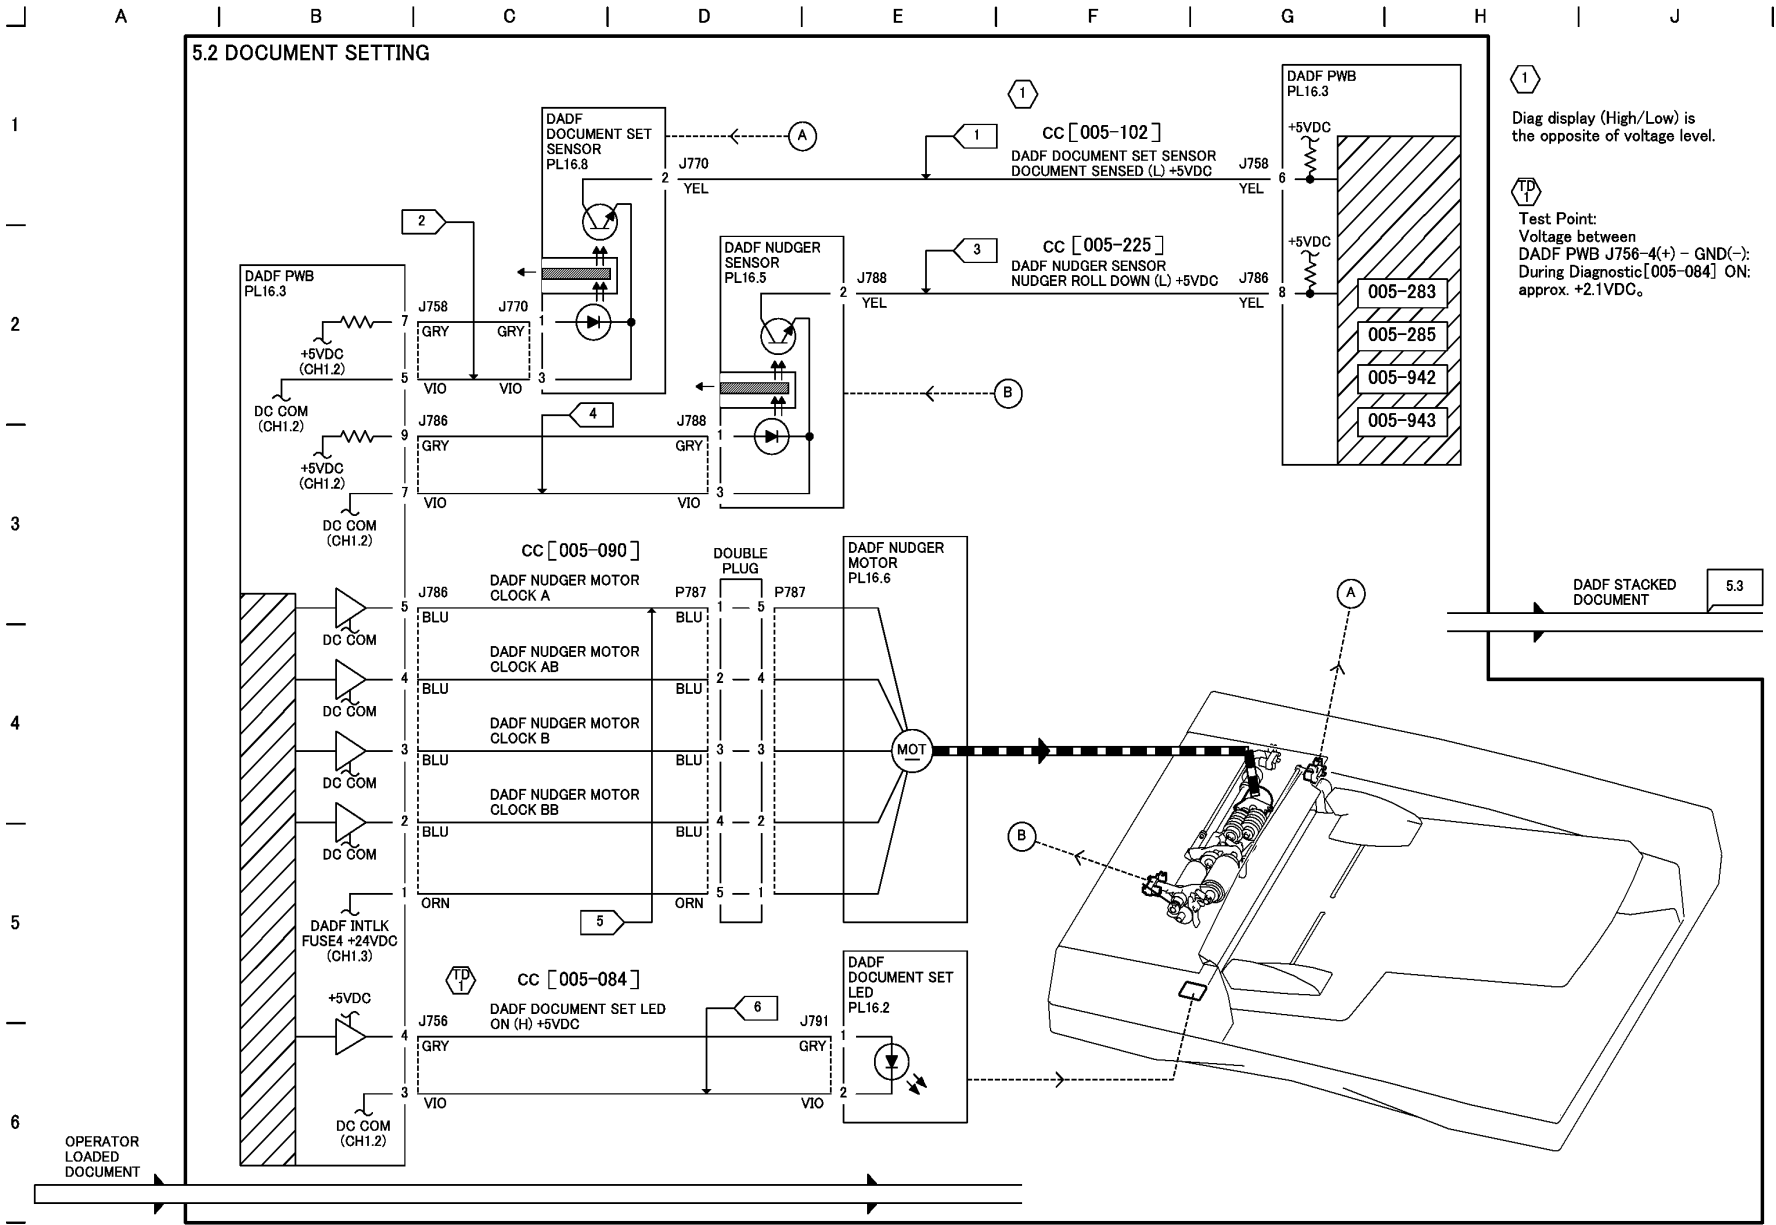 A B C D E F G H J
5.2 DOCUMENT SETTING
1
2
3
4
5
6
DADF
DOCUMENT SET
SENSOR
PL16.8
A
1
1
CC [005-102]
DADF DOCUMENT SET SENSOR
DOCUMENT SENSED (L) +5VDC
J770
2
YEL
J758
6
YEL
DADF PWB
PL16.3
+5VDC
1
Diag display (High/Low) is
the opposite of voltage level.
TD
1
Test Point:
Voltage between
DADF PWB J756-4(+) - GND(-):
During Diagnostic[005-084] ON:
approx. +2.1VDC。
2
DADF NUDGER
SENSOR
PL16.5
3
CC [005-225]
DADF NUDGER SENSOR
NUDGER ROLL DOWN (L) +5VDC
J788
2
YEL
J786
8
YEL
+5VDC
005-283
005-285
005-942
005-943
DADF PWB
PL16.3
J758
J770
7
GRY
GRY
1
+5VDC
(CH1.2)
5
VIO
VIO
3
DC COM
(CH1.2)
B
4
J786
J788
9
GRY
GRY
1
+5VDC
(CH1.2)
7
VIO
VIO
3
DC COM
(CH1.2)
CC [005-090]
DOUBLE
PLUG
DADF NUDGER
MOTOR
PL16.6
DADF NUDGER MOTOR
CLOCK A
J786
P787
P787
5
BLU
BLU
1
5
DC COM
DADF NUDGER MOTOR
CLOCK AB
4
BLU
BLU
2
4
DC COM
DADF NUDGER MOTOR
CLOCK B
3
BLU
BLU
3
3
MOT
DC COM
DADF NUDGER MOTOR
CLOCK BB
2
BLU
BLU
4
2
DC COM
1
ORN
ORN
5
1
DADF INTLK
FUSE4 +24VDC
(CH1.3)
5
A
B
DADF STACKED
DOCUMENT
5.3
TD
1
CC [005-084]
DADF DOCUMENT SET LED
ON (H) +5VDC
6
DADF
DOCUMENT SET
LED
PL16.2
+5VDC
J756
J791
4
GRY
GRY
1
3
VIO
VIO
2
DC COM
(CH1.2)
OPERATOR
LOADED
DOCUMENT